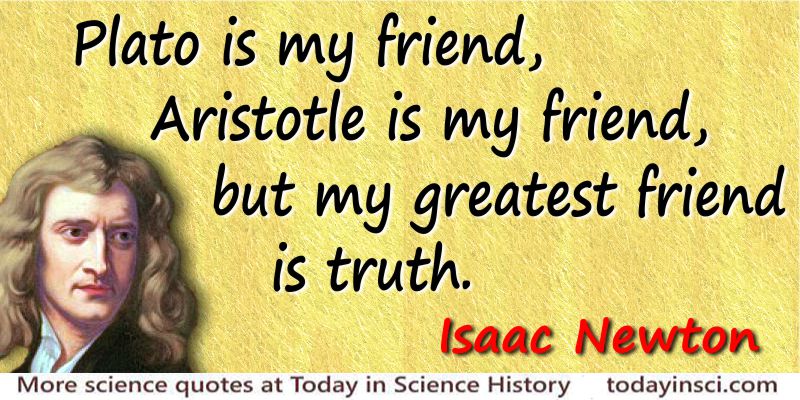 Plato is my friend,
Aristotle is my friend,
but my greatest friend
is truth.
Isaac Newton
More science quotes at Today in Science History todayinsci.com